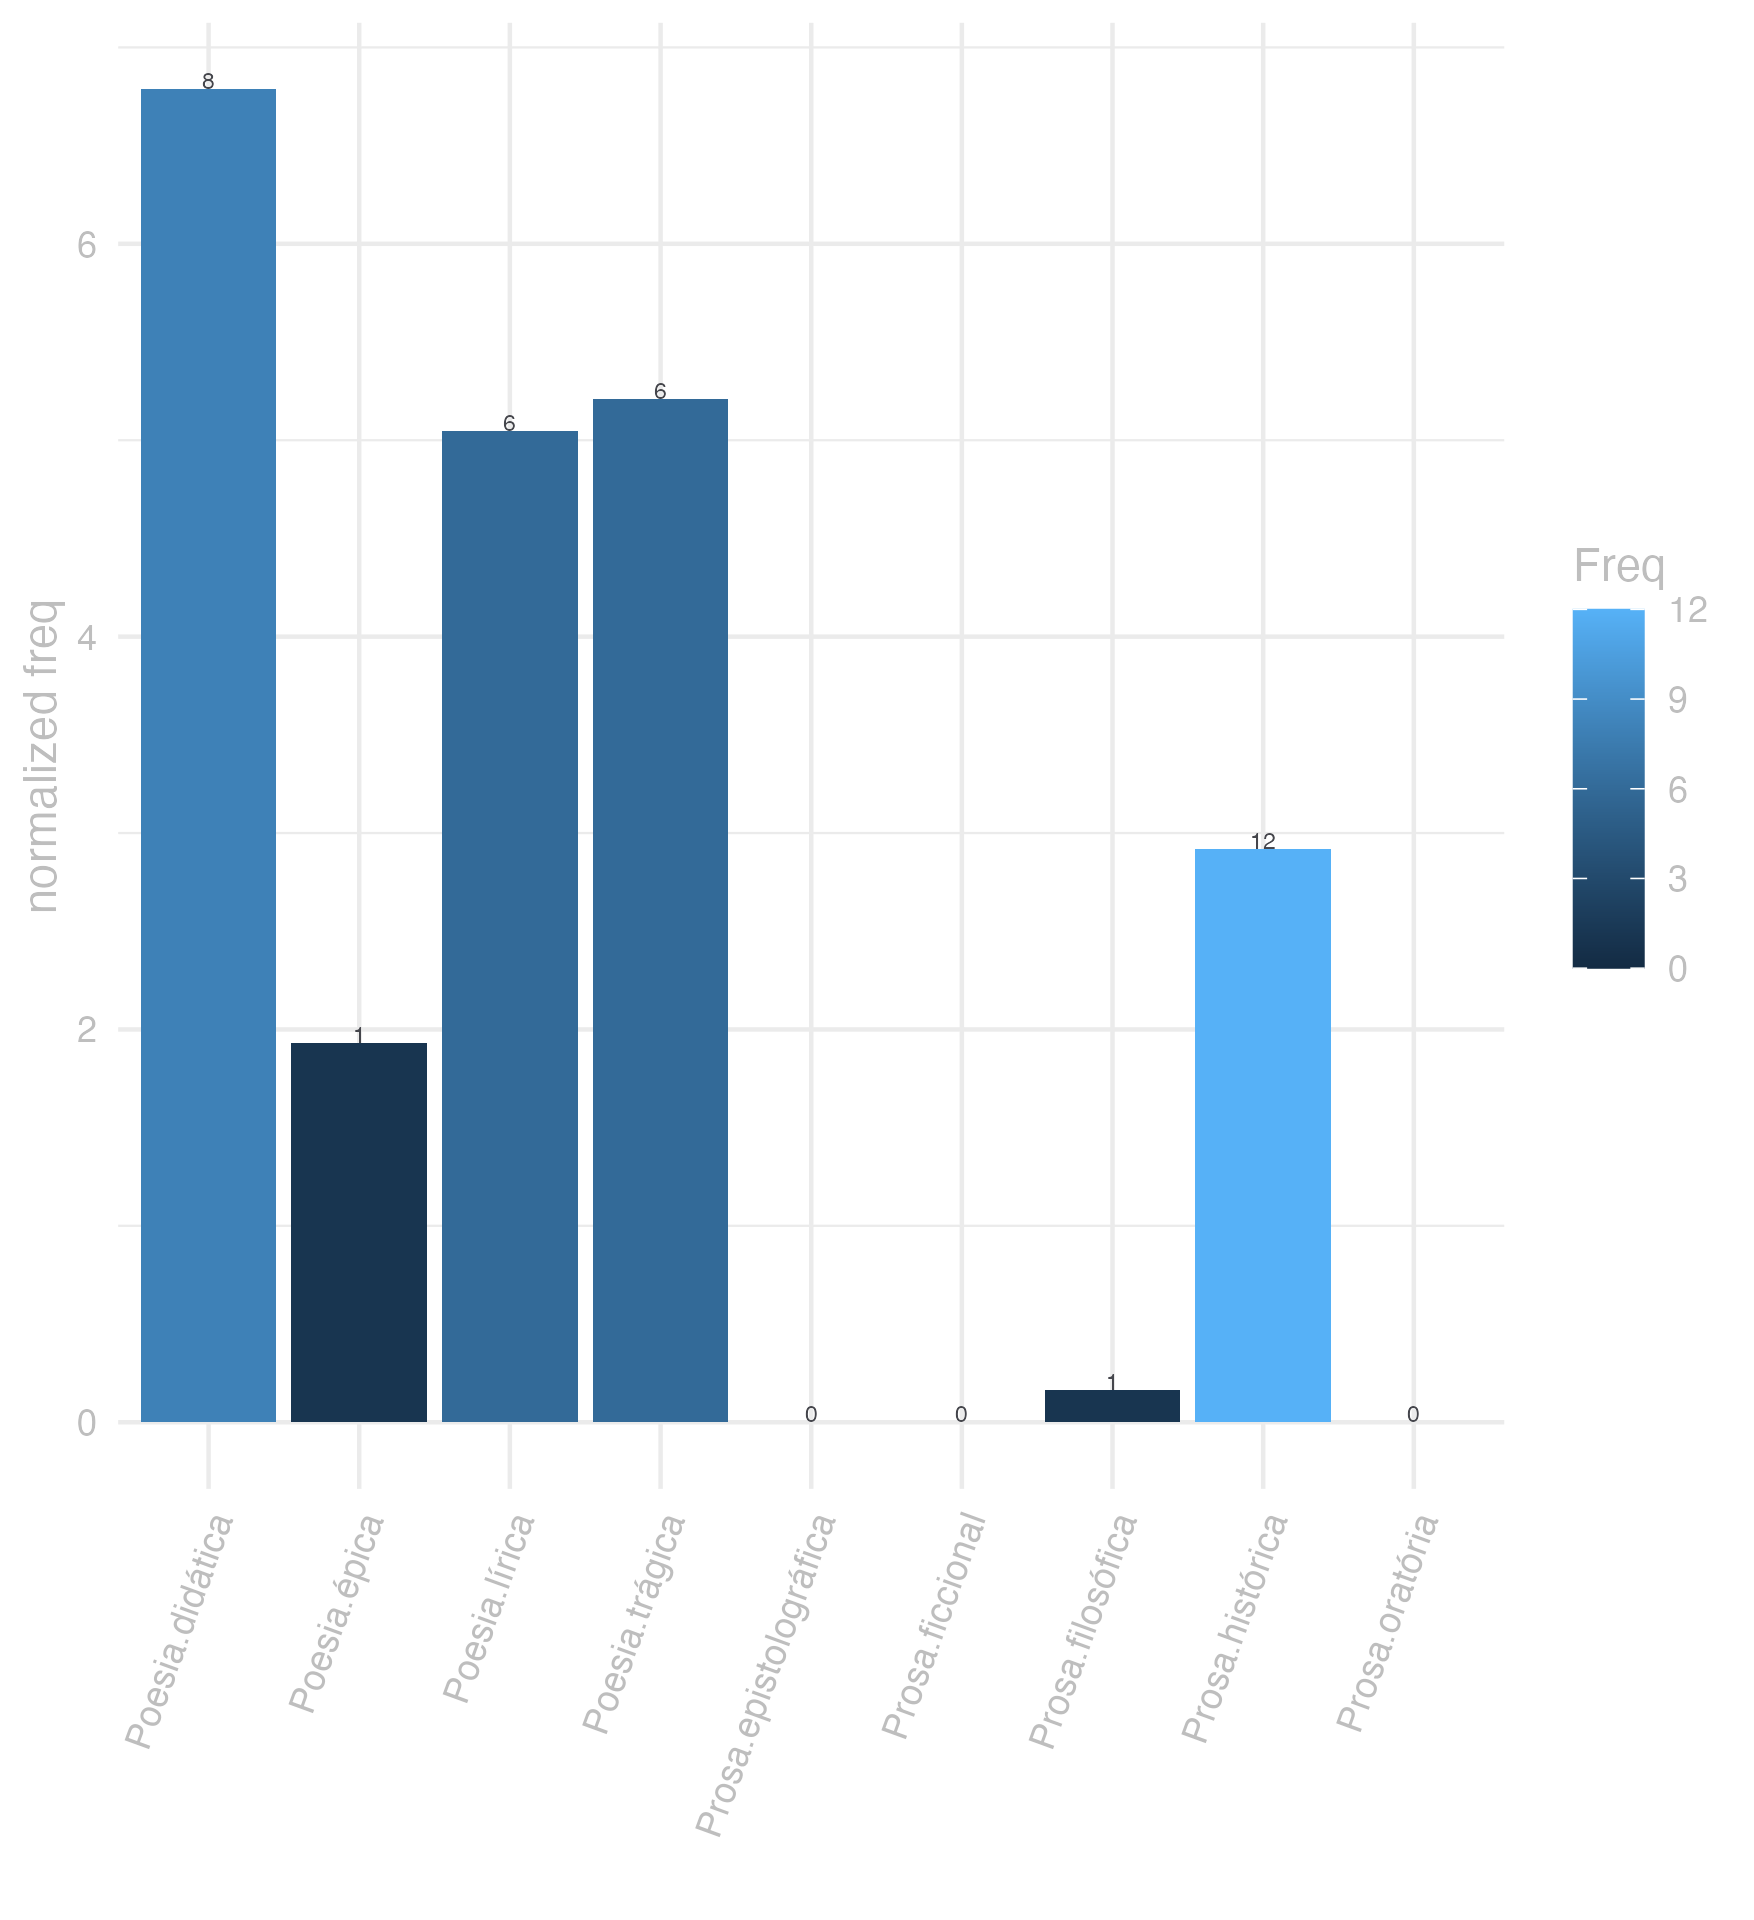 normalized freq
6
4
2
0
8
1
6
6
0
0
1
12
0
Poesia.didática
Poesia.épica
Poesia.lírica
Poesia.trágica
Prosa.epistolográfica
Prosa.ficcional
Prosa.filosófica
Prosa.histórica
Prosa.oratória
Freq
12
9
6
3
0